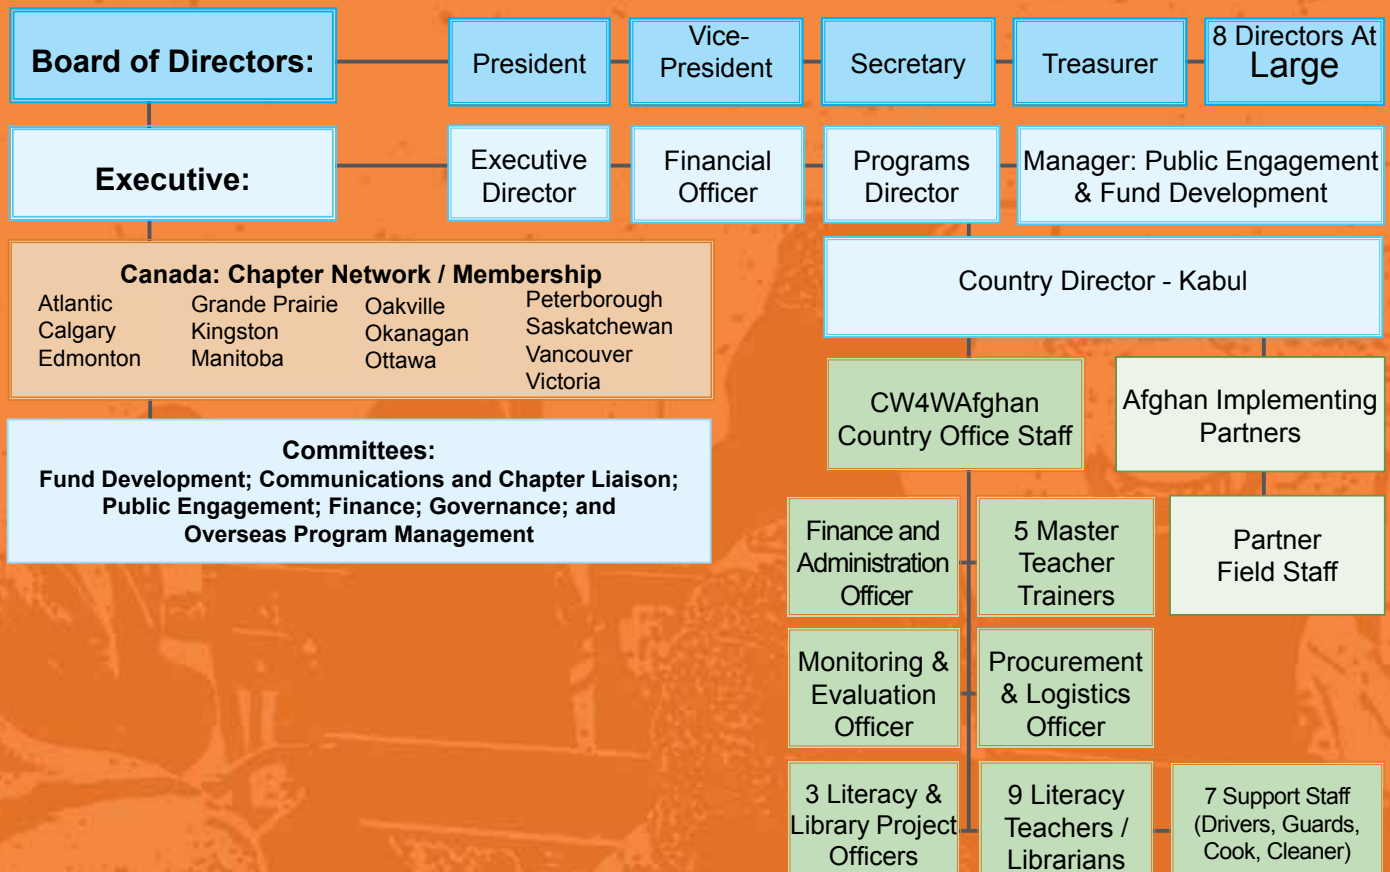 Board of Directors:
President
Vice-
President
Secretary
Treasurer
8 Directors At
Large
Executive:
Executive
Director
Financial
Officer
Programs
Director
Manager: Public Engagement
& Fund Development
Canada: Chapter Network / Membership
Atlantic
Calgary
Edmonton
Grande Prairie
Kingston
Manitoba
Oakville
Okanagan
Ottawa
Peterborough
Saskatchewan
Vancouver
Victoria
Country Director - Kabul
Committees:
Fund Development; Communications and Chapter Liaison;
Public Engagement; Finance; Governance; and
Overseas Program Management
CW4WAfghan
Country Office Staff
Afghan Implementing
Partners
Finance and
Administration
Officer
5 Master
Teacher
Trainers
Partner
Field Staff
Monitoring &
Evaluation
Officer
Procurement
& Logistics
Officer
3 Literacy &
Library Project
Officers
9 Literacy
Teachers /
Librarians
7 Support Staff
(Drivers, Guards,
Cook, Cleaner)